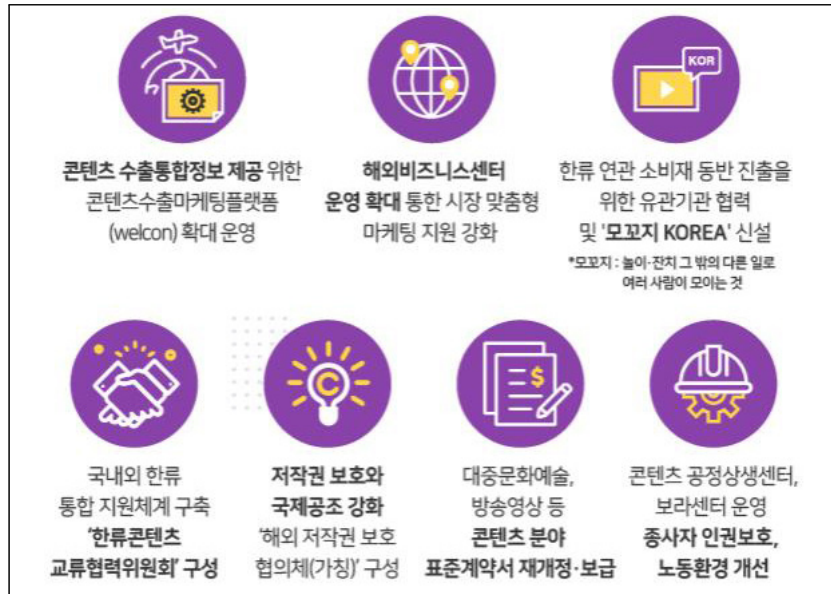 KOR
콘텐츠 수출통합정보 제공 위한
콘텐츠수출마케팅플랫폼
(welcon) 확대 운영
해외비즈니스센터
운영 확대 통한 시장 맞춤형
마케팅 지원 강화
한류 연관 소비재 동반 진출을
위한 유관기관 협력
및 '모꼬지 KOREA' 신설
*모꼬지 : 놀이·잔치 그 밖의 다른 일로
여러 사람이 모이는 것
C
$
국내외 한류
통합 지원체계 구축
'한류콘텐츠
교류협력위원회' 구성
저작권 보호와
국제공조 강화
'해외 저작권 보호
협의체(가칭)' 구성
대중문화예술,
방송영상 등
콘텐츠 분야
표준계약서 재개정·보급
콘텐츠 공정상생센터,
보라센터 운영
종사자 인권보호,
노동환경 개선